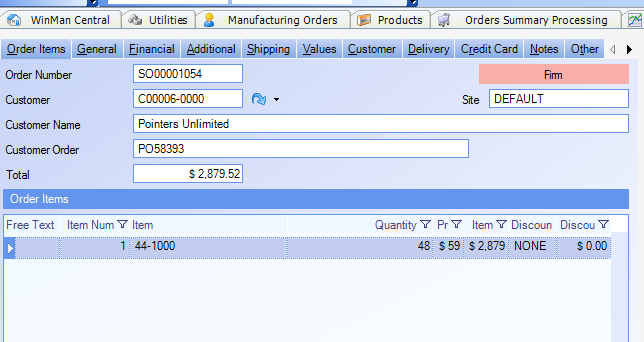 WinMan Central Utilities Manufacturing Orders Products Orders Summary Processing
Order Items General Financial Additional Shipping Values Customer Delivery Credit Card Notes Other
Order Number SO00001054 Firm
Customer C00006-0000 Site DEFAULT
Customer Name Pointers Unlimited
Customer Order PO58393
Total $ 2,879.52
Order Items
Free Text Item Num Item Quantity Pr Item Discoun Discou
1 44-1000 48 $ 59 $ 2,879 NONE $ 0.00